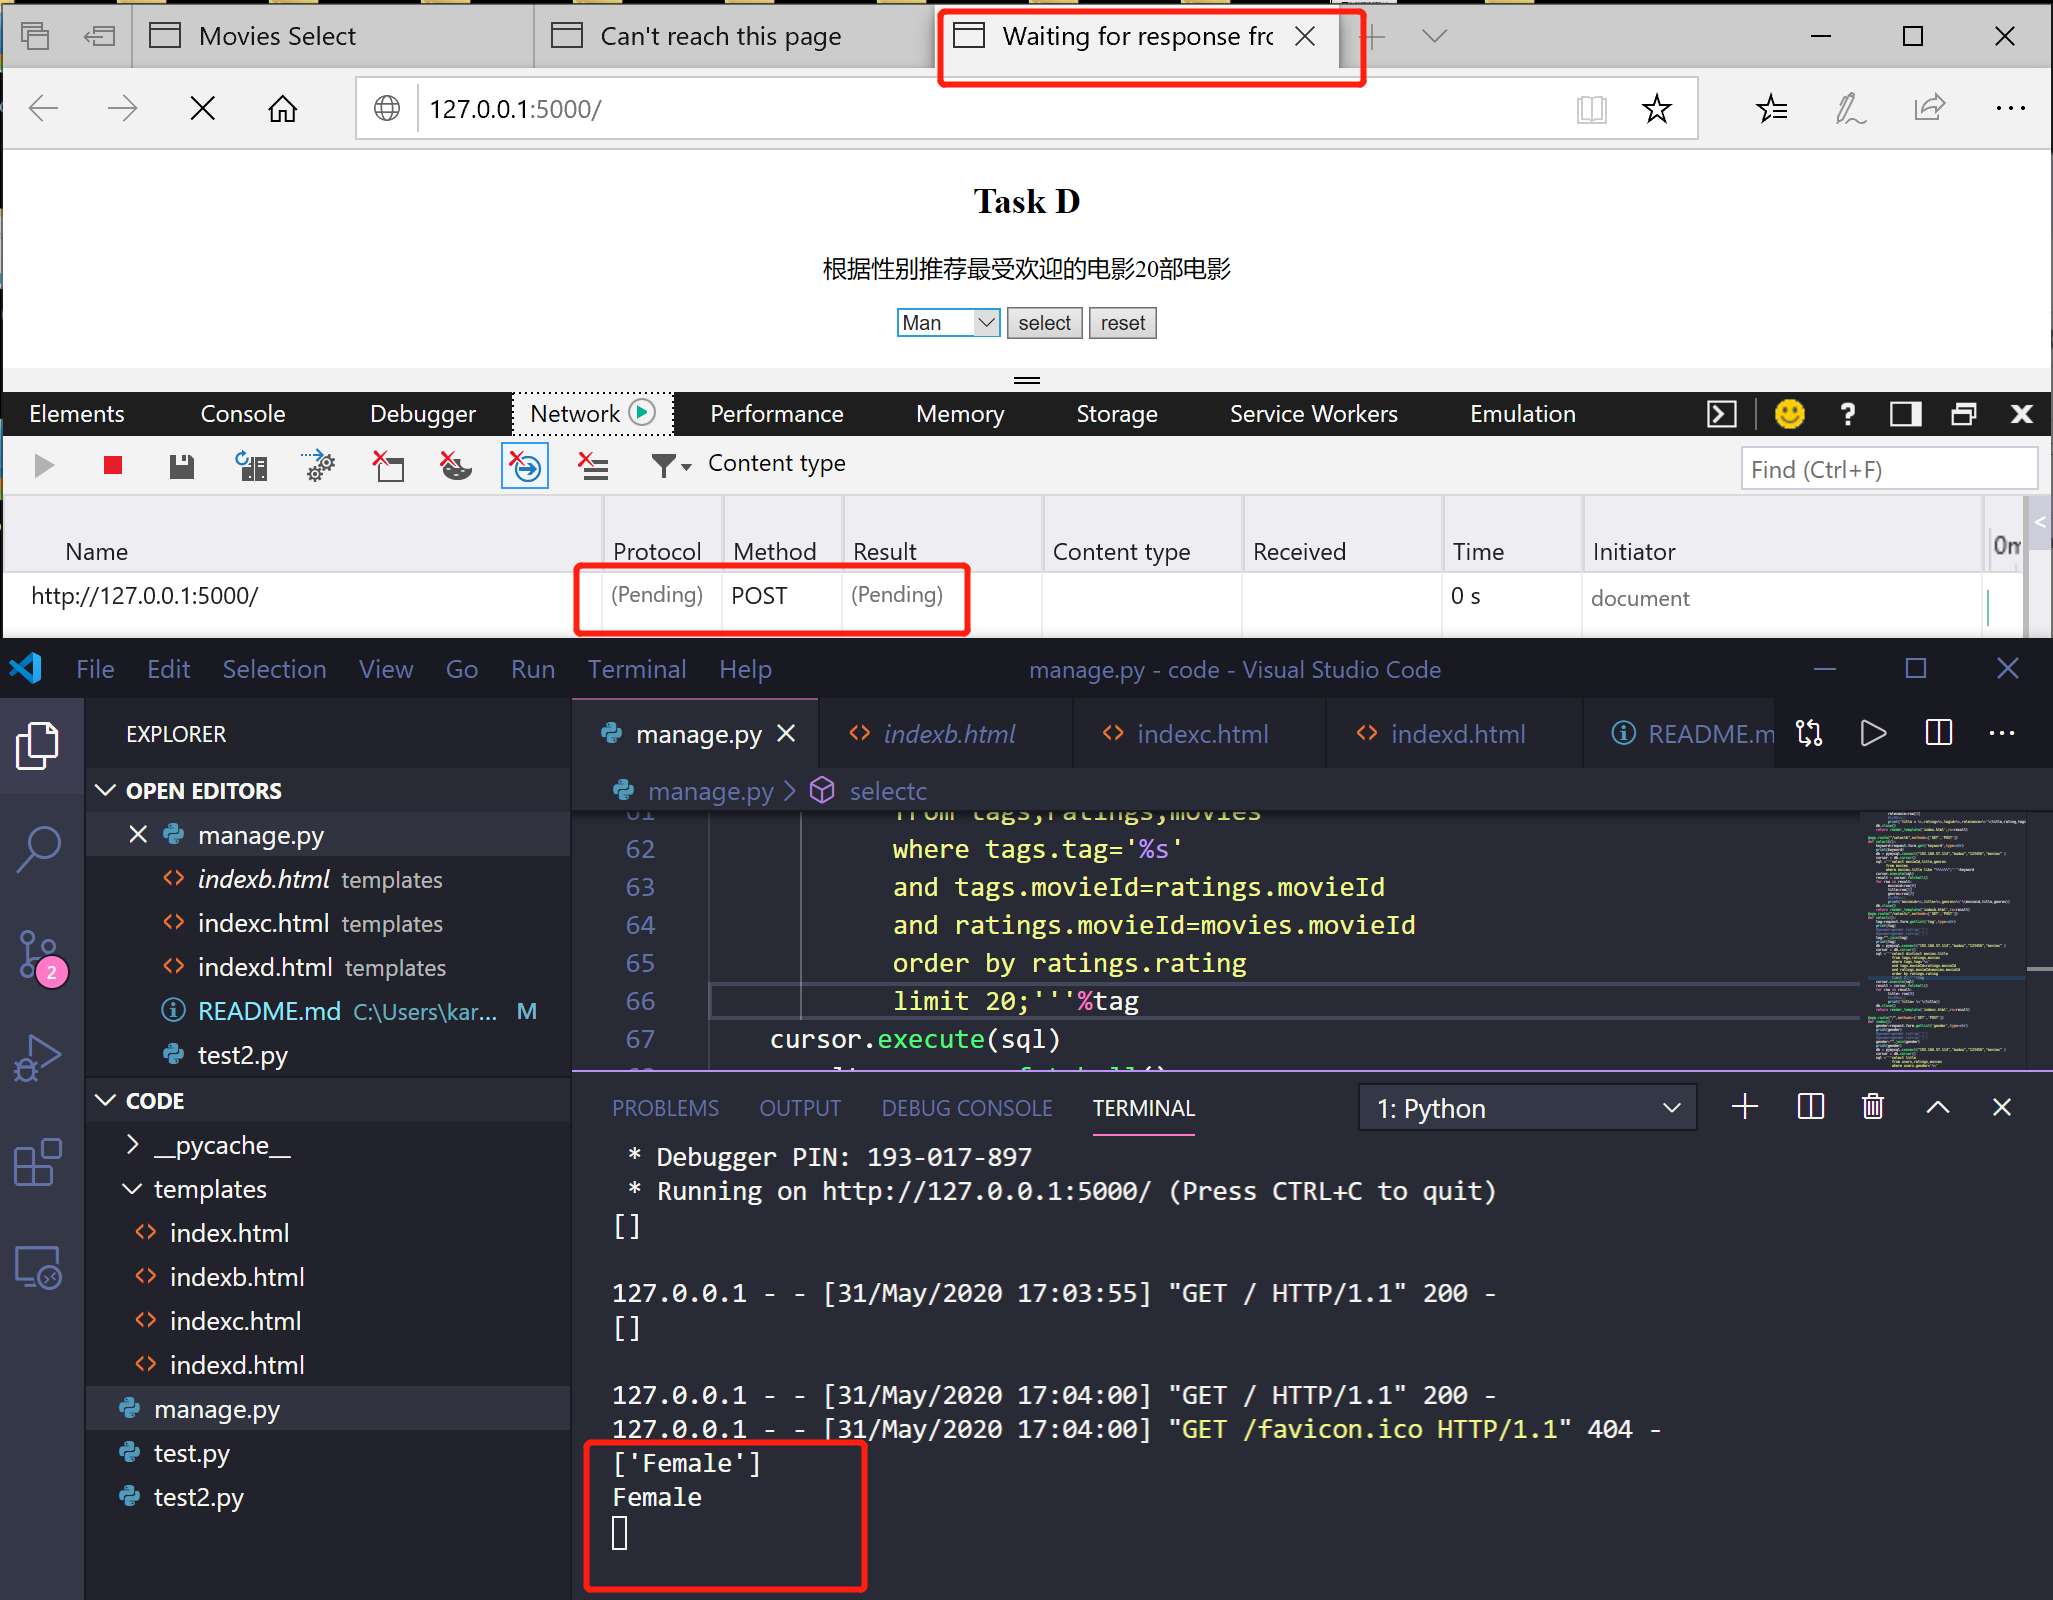 Movies Select
Can't reach this page
Waiting for response fr
127.0.0.1:5000/
Task D
根据性别推荐最受欢迎的电影20部电影
Man select reset
Elements Console Debugger Network Performance Memory Storage Service Workers Emulation
Content type
Find (Ctrl+F)
Name Protocol Method Result Content type Received Time Initiator
http://127.0.0.1:5000/ (Pending) POST (Pending) 0 s document
File Edit Selection View Go Run Terminal Help manage.py - code - Visual Studio Code
EXPLORER
manage.py indexb.html indexc.html indexd.html README.m
OPEN EDITORS
manage.py
indexb.html templates
indexc.html templates
indexd.html templates
README.md C:\Users\kar... M
test2.py
2
CODE
__pycache__
templates
index.html
indexb.html
indexc.html
indexd.html
manage.py
test.py
test2.py
manage.py > selectc
61 from tags,ratings,movies
62 where tags.tag='%s'
63 and tags.movieId=ratings.movieId
64 and ratings.movieId=movies.movieId
65 order by ratings.rating
66 limit 20;'''%tag
67 cursor.execute(sql)
PROBLEMS OUTPUT DEBUG CONSOLE TERMINAL 1: Python
* Debugger PIN: 193-017-897
* Running on http://127.0.0.1:5000/ (Press CTRL+C to quit)
[]
127.0.0.1 - - [31/May/2020 17:03:55] "GET / HTTP/1.1" 200 -
[]
127.0.0.1 - - [31/May/2020 17:04:00] "GET / HTTP/1.1" 200 -
127.0.0.1 - - [31/May/2020 17:04:00] "GET /favicon.ico HTTP/1.1" 404 -
['Female']
Female